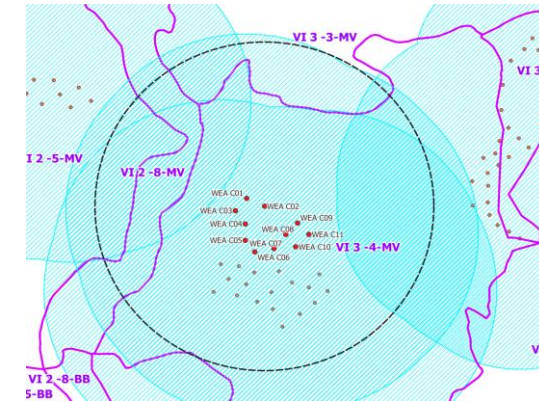 VI 3 -3-MV
VI 3
VI 2 -5-MV
VI 2 -8-MV
WEA C01
WEA C02
WEA C03
WEA C09
WEA C04
WEA C08
WEA C11
WEA C05
WEA C07
WEA C10
VI 3 -4-MV
WEA C06
VI 2 -8-BB
5-BB